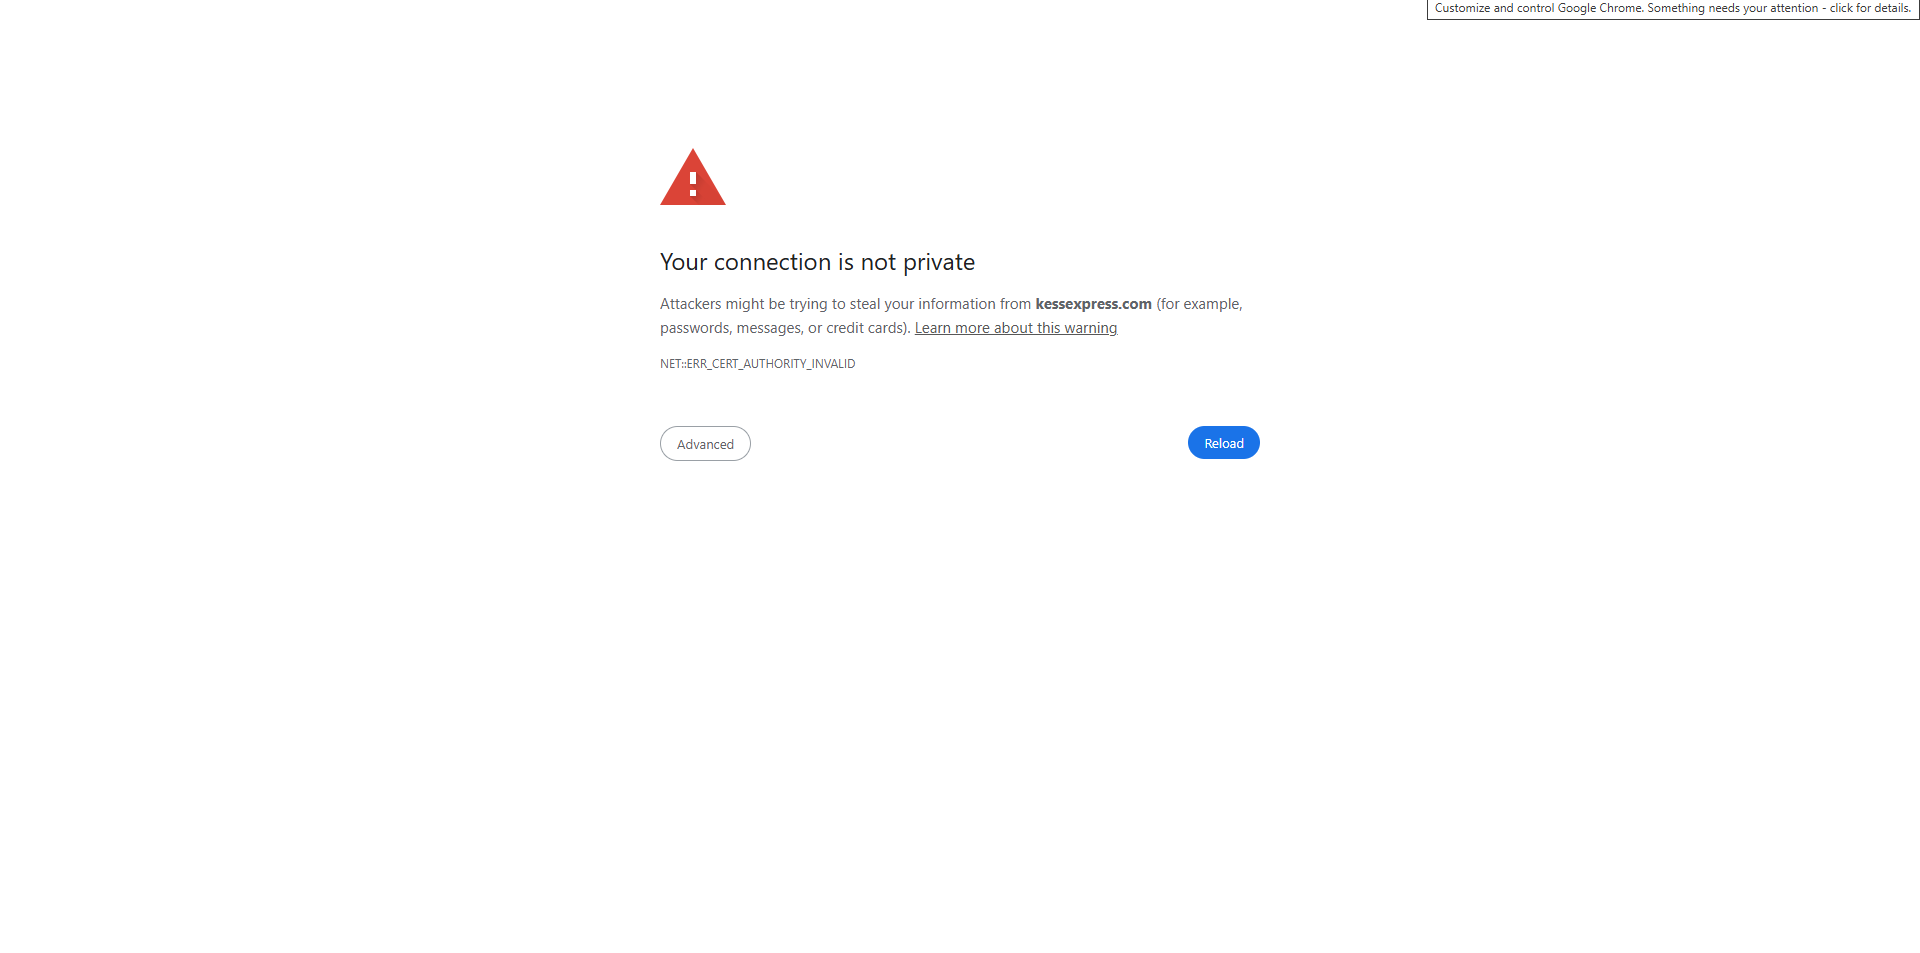 Customize and control Google Chrome. Something needs your attention - click for details.
Your connection is not private
Attackers might be trying to steal your information from kessexpress.com (for example,
passwords, messages, or credit cards). Learn more about this warning
NET::ERR_CERT_AUTHORITY_INVALID
Advanced
Reload